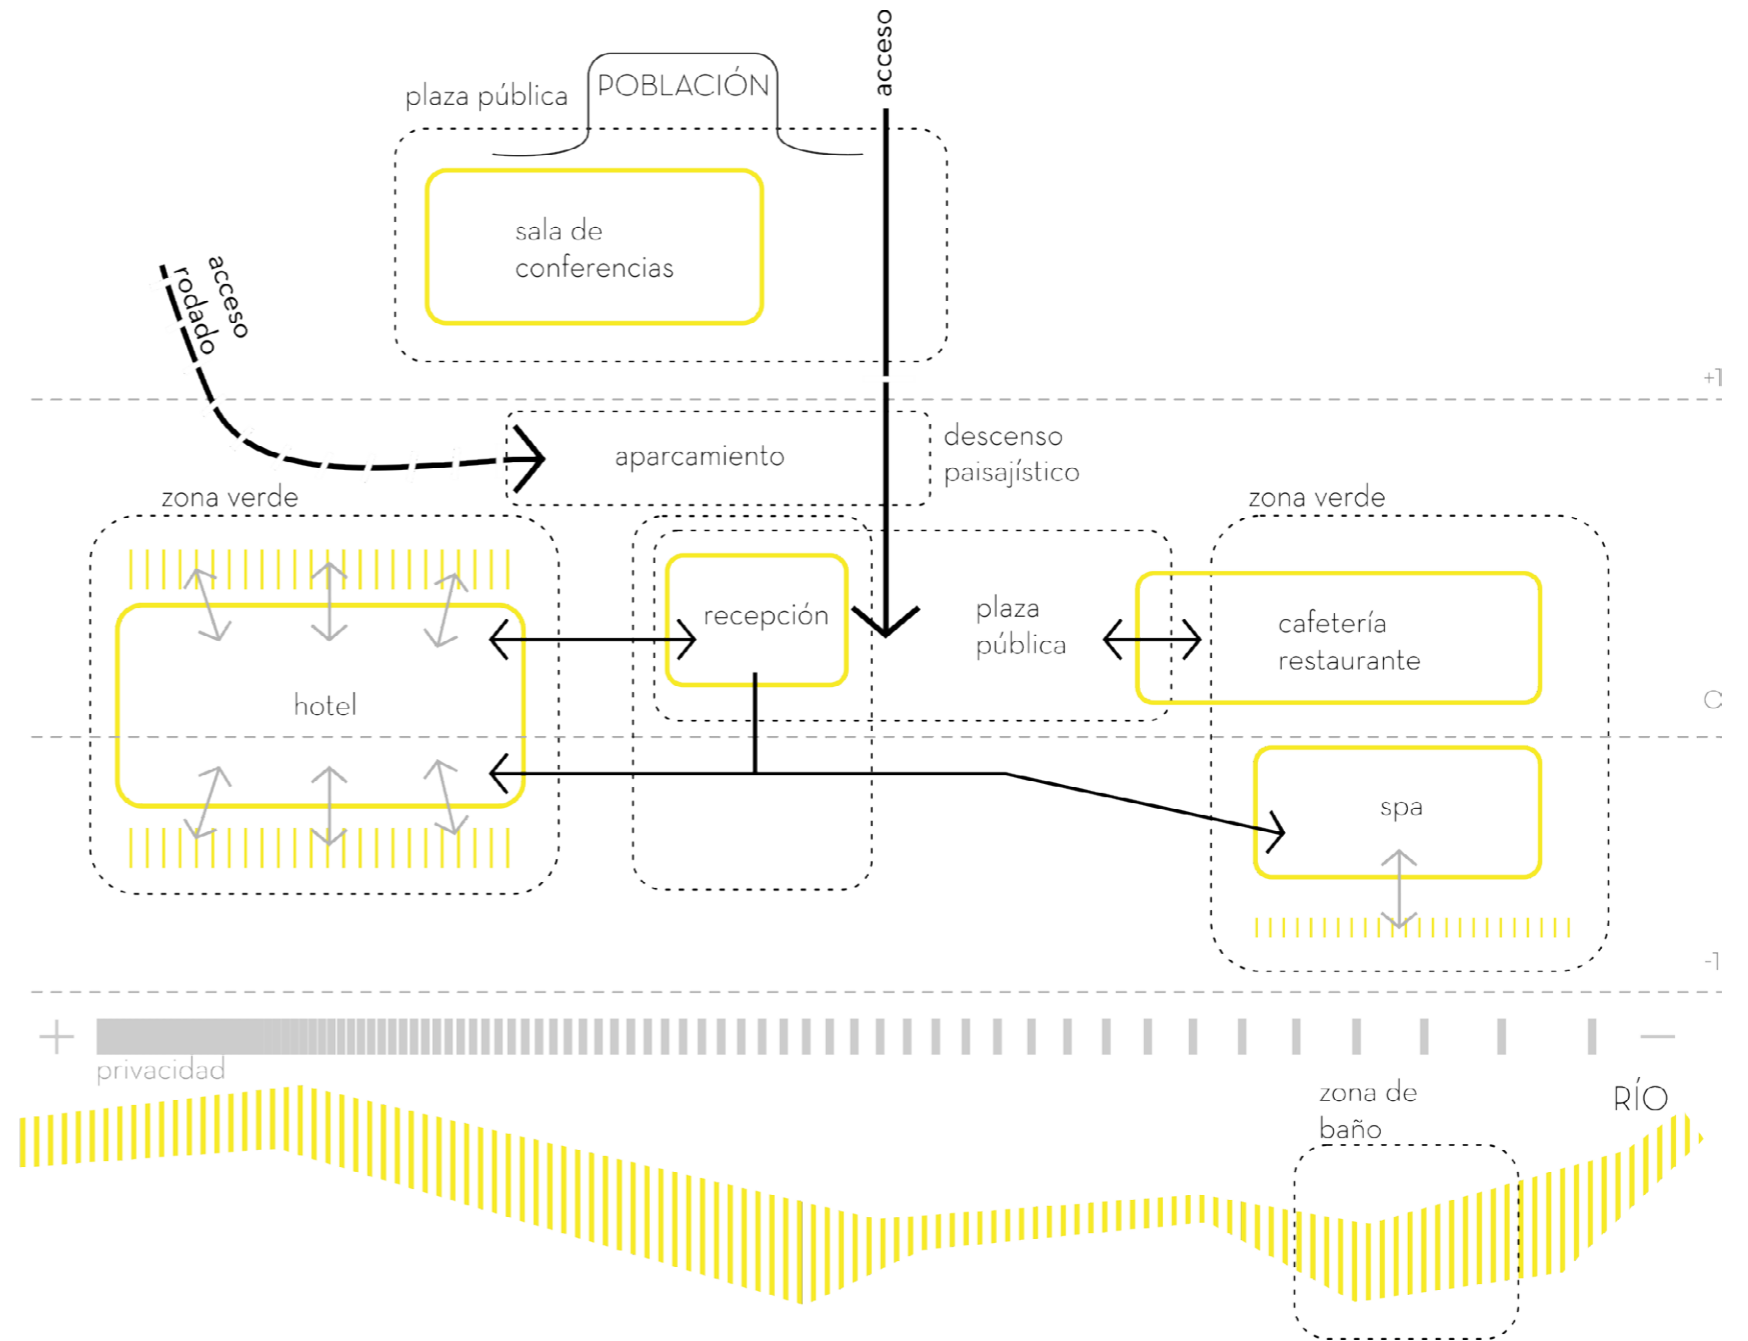 acceso
POBLACIÓN
plaza pública
sala de
conferencias
acceso
rodado
+1
aparcamiento
descenso
paisajístico
zona verde
zona verde
recepción
plaza
pública
cafetería
restaurante
hotel
spa
-1
+
privacidad
—
zona de
baño
RÍO